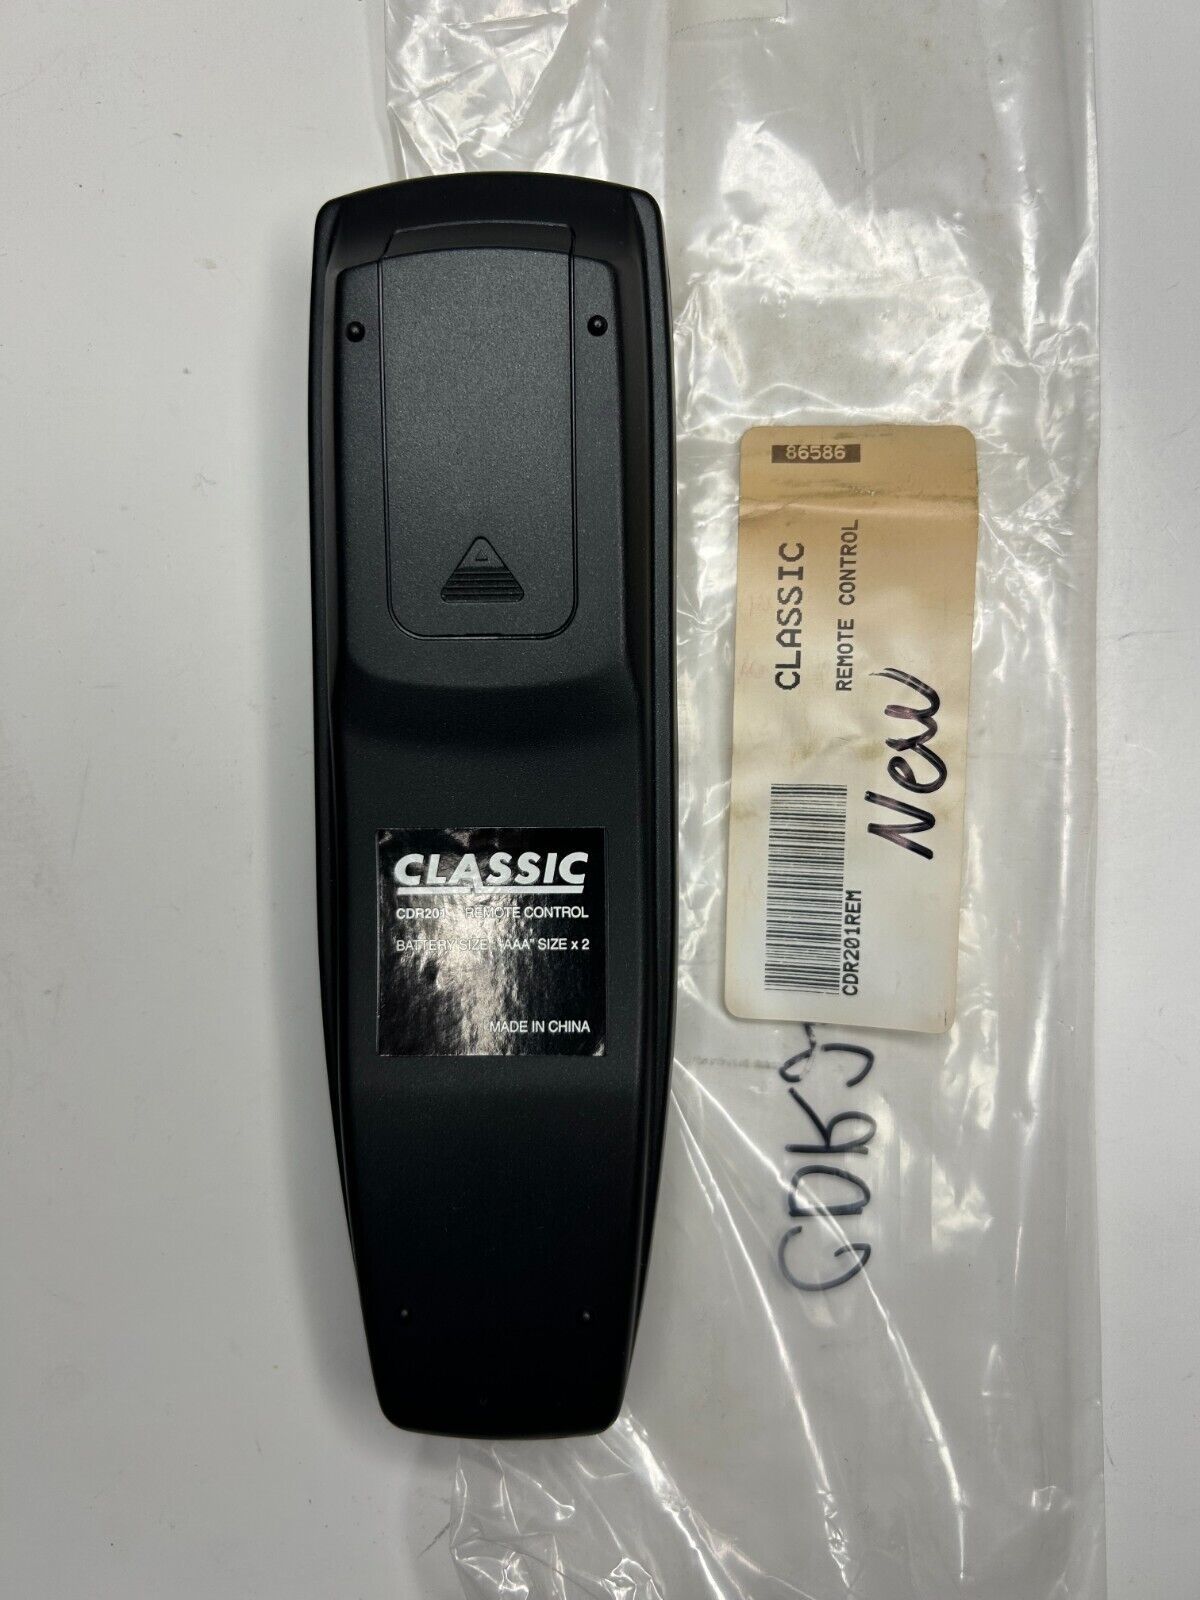 CLASSIC
CDR201 REMOTE CONTROL
BATTERY SIZE: "AAA" SIZE x 2
MADE IN CHINA
86586
CLASSIC
REMOTE CONTROL
New
CDR201REM